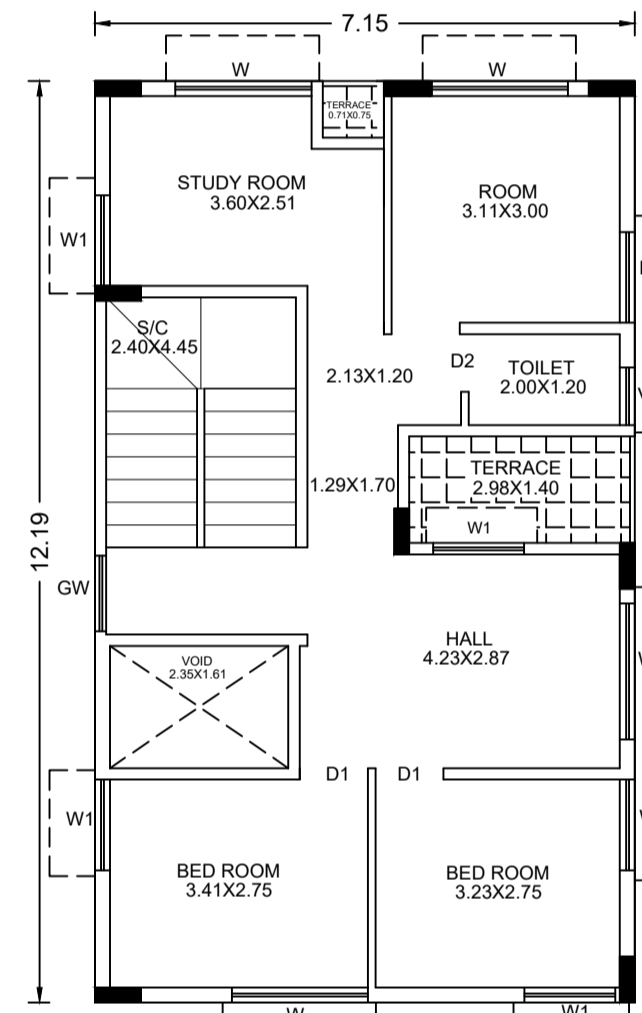 7.15
W
W
TERRACE
0.71X0.75
STUDY ROOM
3.60X2.51
ROOM
3.11X3.00
W1
S/C
2.40X4.45
D2
TOILET
2.00X1.20
2.13X1.20
TERRACE
2.98X1.40
1.29X1.70
W1
12.19
GW
HALL
4.23X2.87
VOID
2.35X1.61
D1
D1
W1
BED ROOM
3.41X2.75
BED ROOM
3.23X2.75
W
W1